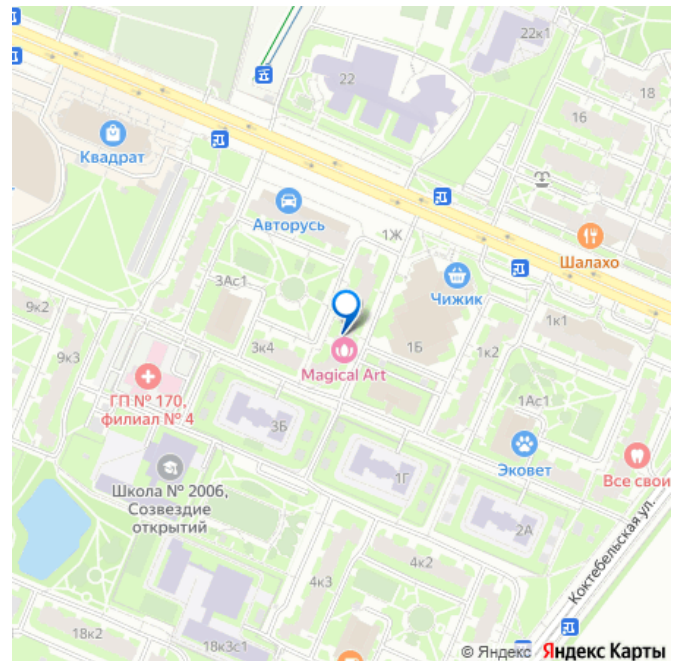 22к1
22
18
16
Квадрат
Авторусь
1Ж
Шалахо
3Ас1
Чижик
9к2
1к1
3к4
1Б
1к2
9к3
Magical Art
ГП № 170,
филиал № 4
1Ас1
3Б
Эковет
1Г
Все свои
Школа № 2006,
Созвездие
открытий
2А
Коктебельская ул.
4к2
4к3
18к2
18к3с1
© Яндекс Яндекс Карты